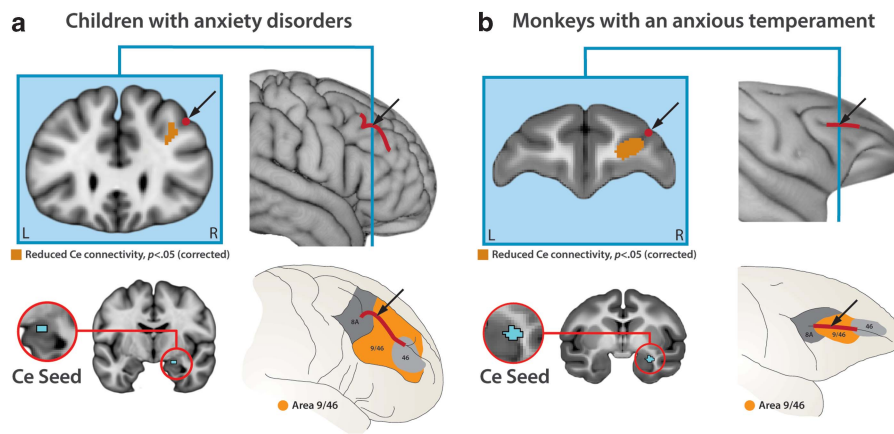 a Children with anxiety disorders
L R
Reduced Ce connectivity, p<.05 (corrected)
Ce Seed
8A
9/46
46
Area 9/46
b Monkeys with an anxious temperament
L R
Reduced Ce connectivity, p<.05 (corrected)
Ce Seed
8A 9/46 46
Area 9/46